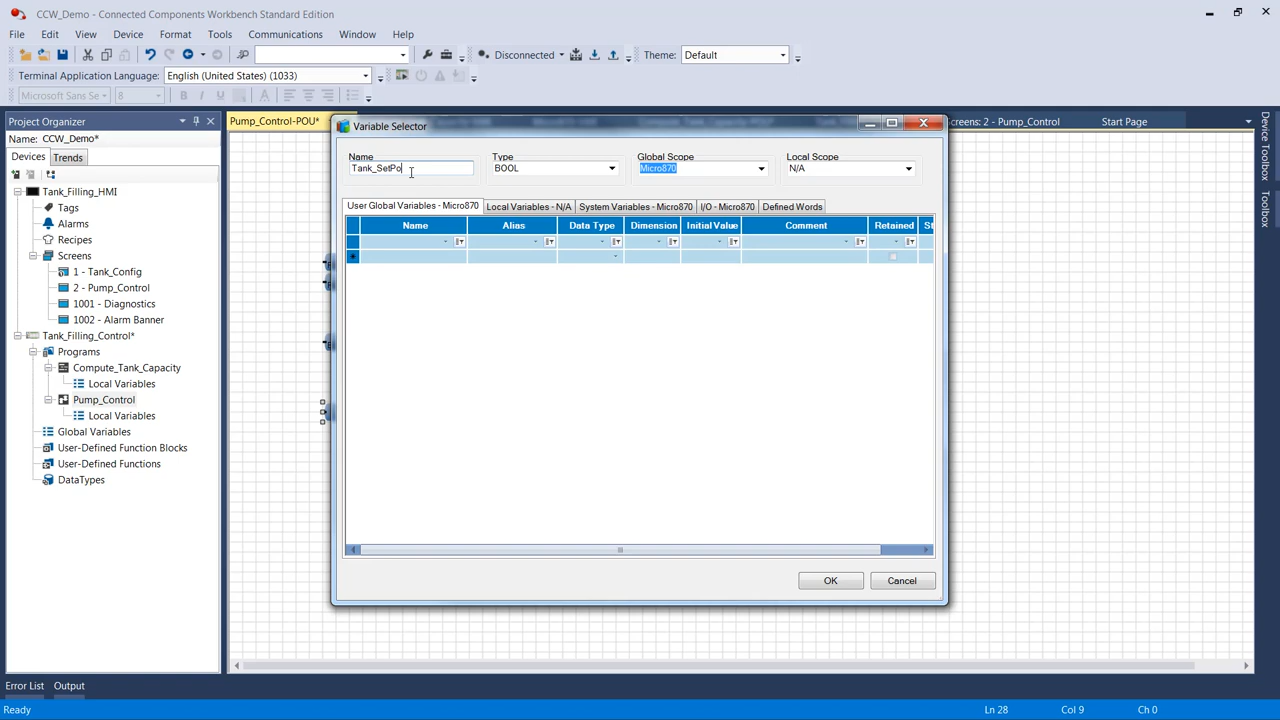 CCW_Demo - Connected Components Workbench Standard Edition
File Edit View Device Format Tools Communications Window Help
Disconnected Theme: Default
Terminal Application Language: English (United States) (1033)
Microsoft Sans Se 8 B I U A
Project Organizer
Pump_Control-POU*
Screens: 2 - Pump_Control
Start Page
Name: CCW_Demo*
Devices Trends
Tank_Filling_HMI
Tags
Alarms
Recipes
Screens
1 - Tank_Config
2 - Pump_Control
1001 - Diagnostics
1002 - Alarm Banner
Tank_Filling_Control*
Programs
Compute_Tank_Capacity
Local Variables
Pump_Control
Local Variables
Global Variables
User-Defined Function Blocks
User-Defined Functions
DataTypes
Variable Selector
Name Type Global Scope Local Scope
Tank_SetPo BOOL Micro870 N/A
User Global Variables - Micro870 Local Variables - N/A System Variables - Micro870 I/O - Micro870 Defined Words
Name Alias Data Type Dimension Initial Value Comment Retained St
OK Cancel
Device Toolbox
Toolbox
Error List Output
Ready Ln 28 Col 9 Ch 0